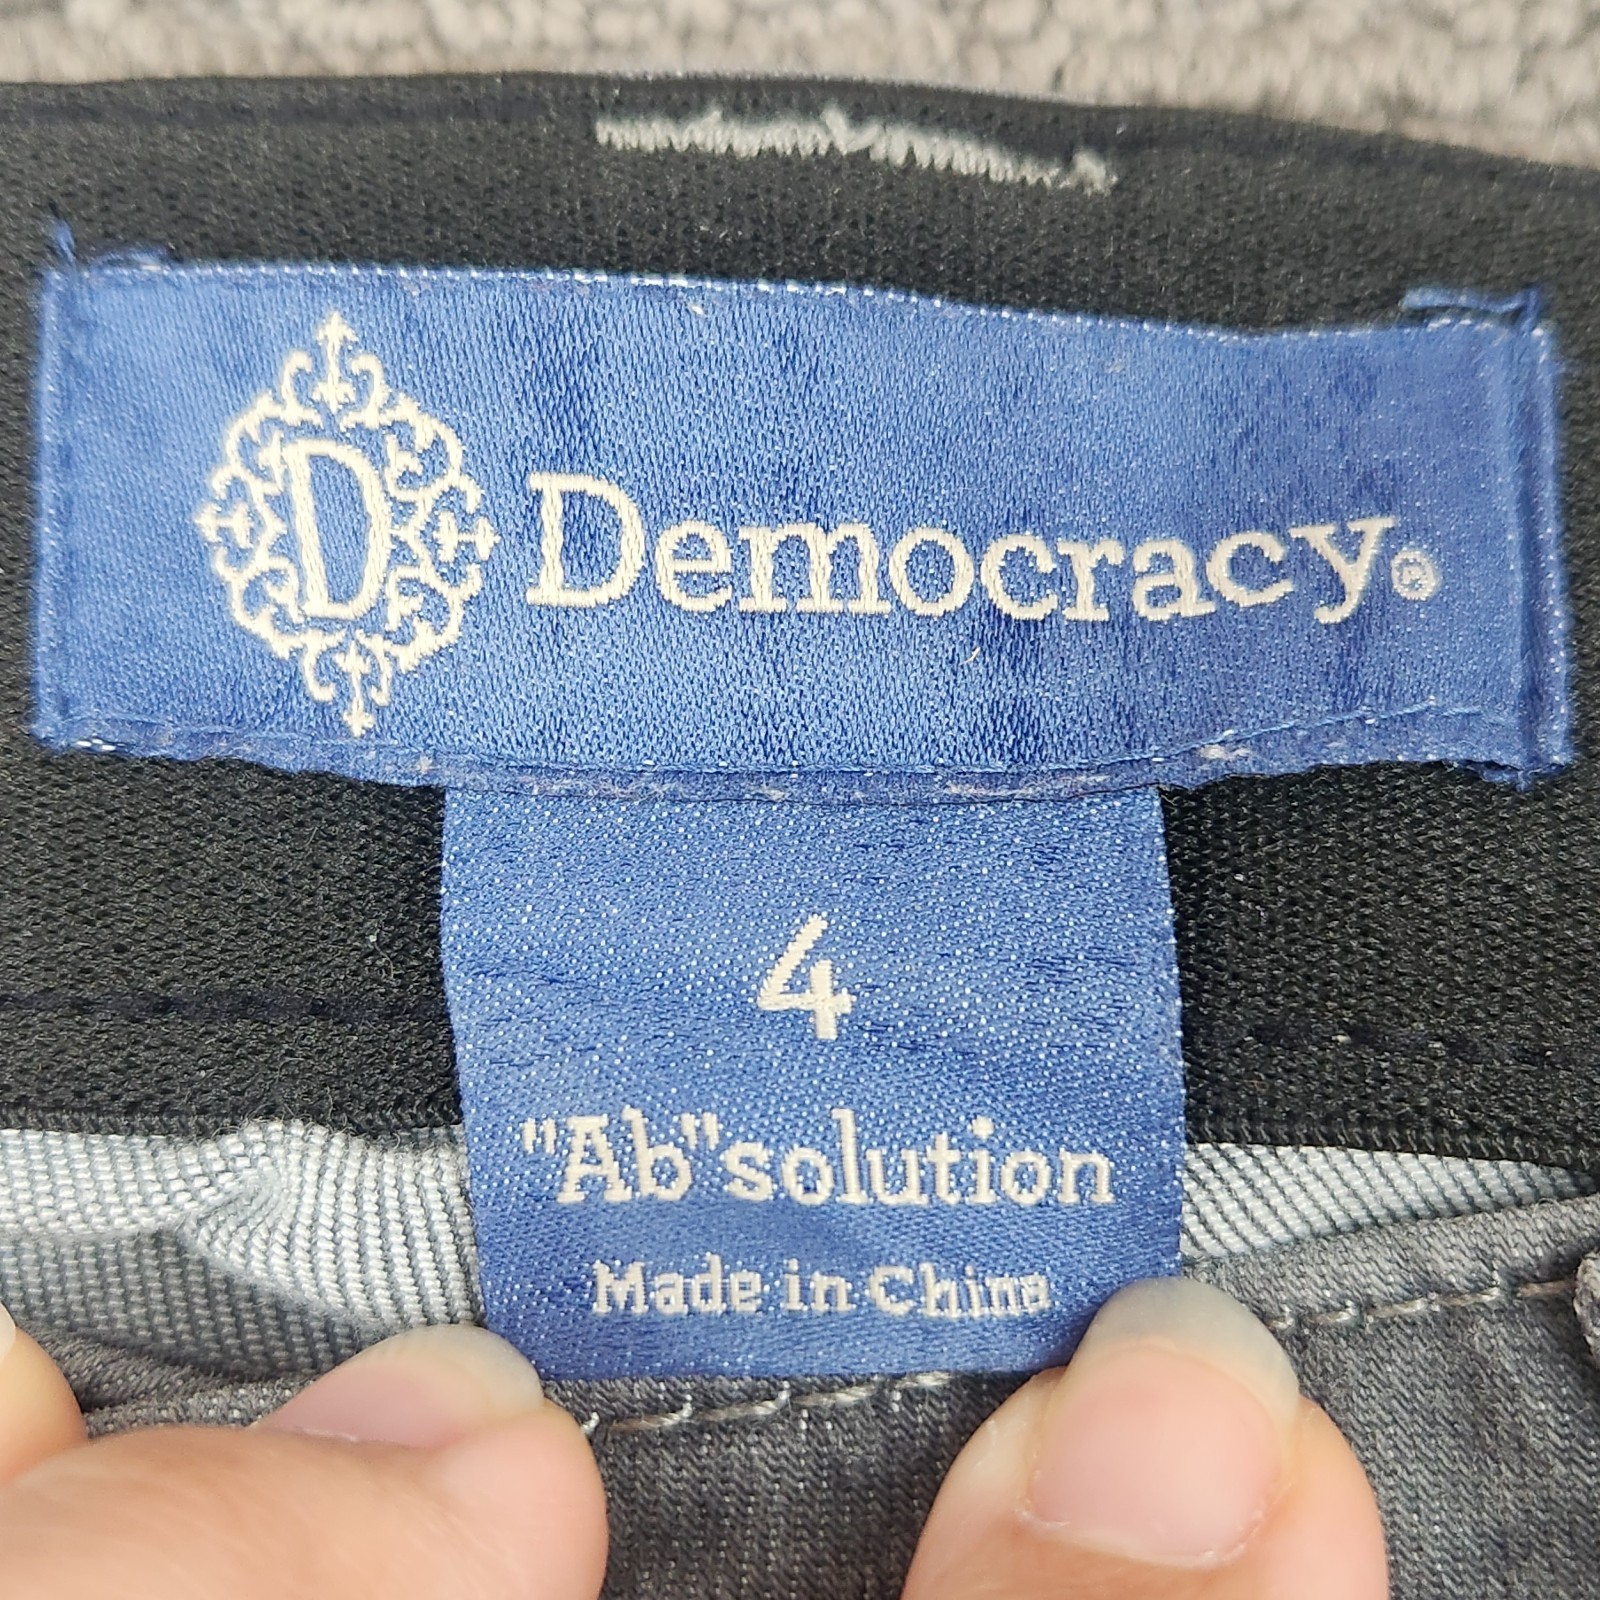 D Democracy®
4
"Ab"solution
Made in China